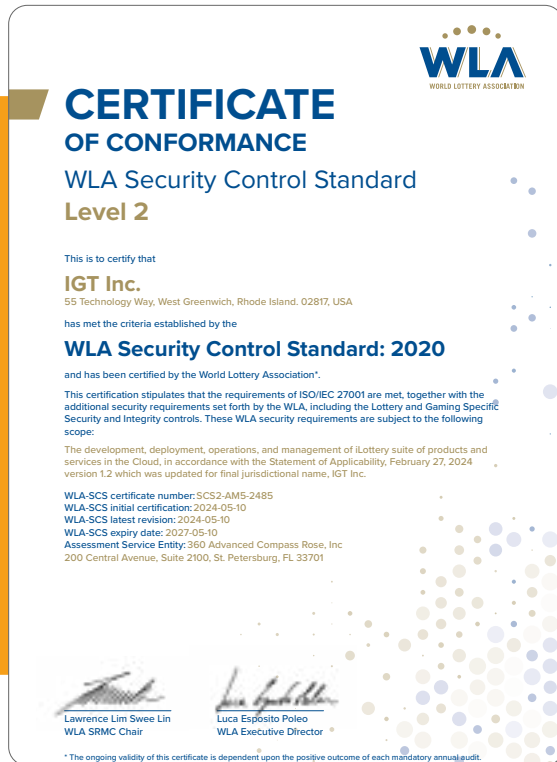 WLA
WORLD LOTTERY ASSOCIATION
CERTIFICATE
OF CONFORMANCE
WLA Security Control Standard
Level 2
This is to certify that
IGT Inc.
55 Technology Way, West Greenwich, Rhode Island. 02817, USA
has met the criteria established by the
WLA Security Control Standard: 2020
and has been certified by the World Lottery Association*.
This certification stipulates that the requirements of ISO/IEC 27001 are met, together with the
additional security requirements set forth by the WLA, including the Lottery and Gaming Specific
Security and Integrity controls. These WLA security requirements are subject to the following
scope:
The development, deployment, operations, and management of iLottery suite of products and
services in the Cloud, in accordance with the Statement of Applicability, February 27, 2024
version 1.2 which was updated for final jurisdictional name, IGT Inc.
WLA-SCS certificate number: SCS2-AM5-2485
WLA-SCS initial certification: 2024-05-10
WLA-SCS latest revision: 2024-05-10
WLA-SCS expiry date: 2027-05-10
Assessment Service Entity: 360 Advanced Compass Rose, Inc
200 Central Avenue, Suite 2100, St. Petersburg, FL 33701
Lawrence Lim Swee Lin
WLA SRMC Chair
Luca Esposito Poleo
WLA Executive Director
* The ongoing validity of this certificate is dependent upon the positive outcome of each mandatory annual audit.